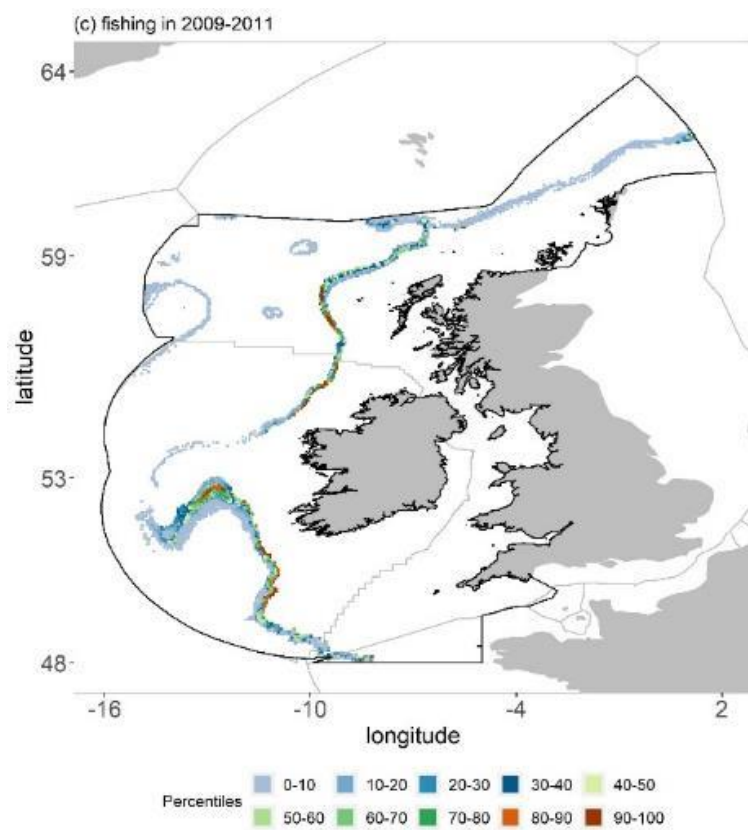 (c) fishing in 2009-2011
64
59
latitude
53
48
-16 -10 -4 2
longitude
Percentiles 0-10 10-20 20-30 30-40 40-50
50-60 60-70 70-80 80-90 90-100